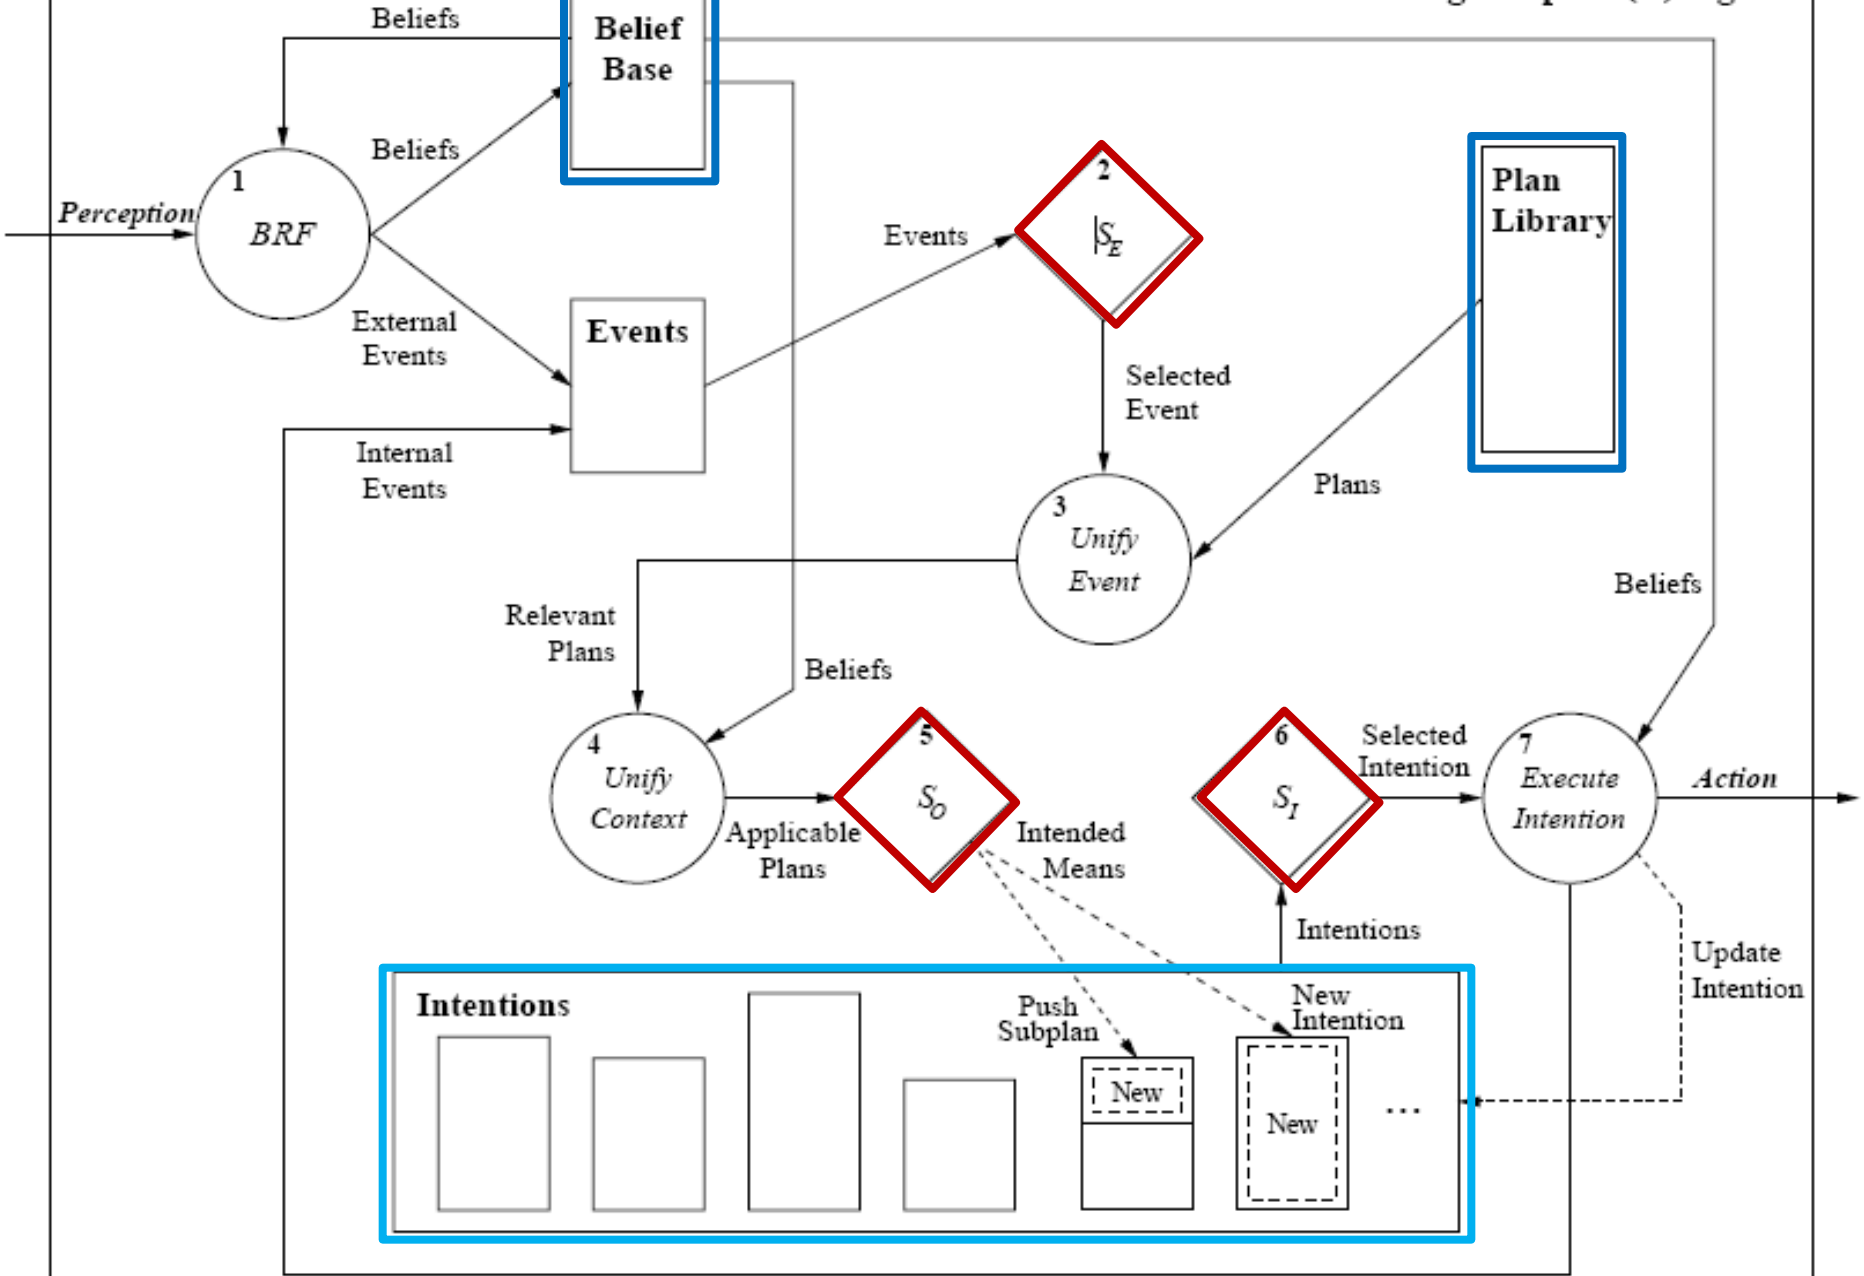 Beliefs
Belief
Base
Beliefs
1
BRF
Perception
External
Events
Events
Internal
Events
Events
2
S_E
Selected
Event
Plan
Library
Plans
3
Unify
Event
Relevant
Plans
Beliefs
Beliefs
4
Unify
Context
Applicable
Plans
5
S_O
Intended
Means
6
S_I
Selected
Intention
7
Execute
Intention
Action
Intentions
Update
Intention
Intentions
Push
Subplan
New
Intention
New
New
...